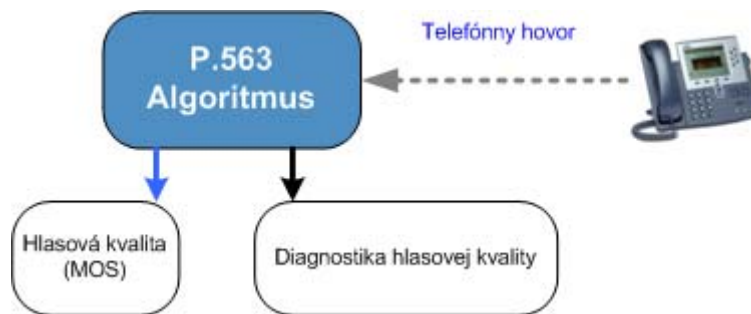 P.563
Algoritmus
Telefónny hovor
Hlasová kvalita
(MOS)
Diagnostika hlasovej kvality